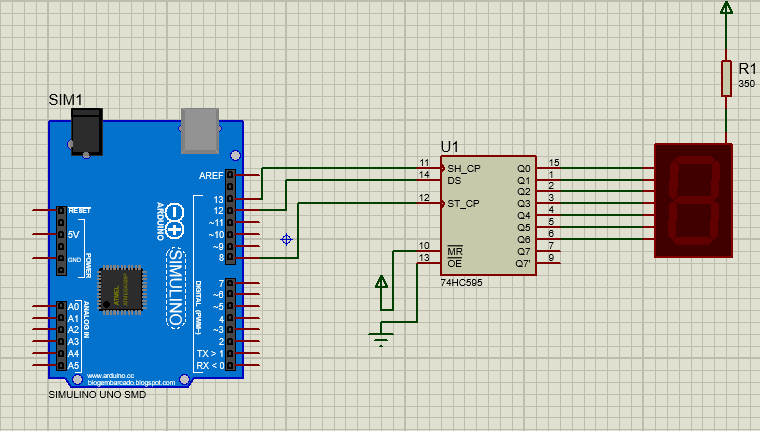 SIM1
R1
350
U1
AREF
13
12
~11
~10
~9
8
7
~6
~5
4
~3
2
TX > 1
RX < 0
RESET
5V
GND
POWER
A0
A1
A2
A3
A4
A5
ANALOG IN
ARDUINO
SIMULINO
DIGITAL (PWM~)
ATMEL
www.arduino.cc
blogembarcado.blogspot.com
SIMULINO UNO SMD
11
14
12
10
13
SH_CP
DS
ST_CP
MR
OE
Q0
Q1
Q2
Q3
Q4
Q5
Q6
Q7
Q7'
15
1
2
3
4
5
6
7
9
74HC595